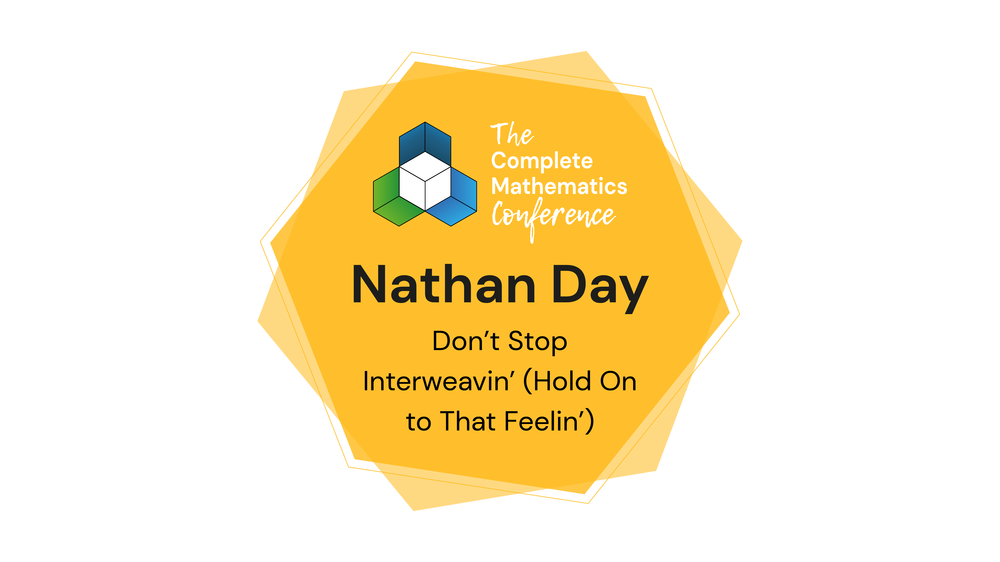 The
Complete
Mathematics
Conference
Nathan Day
Don’t Stop
Interweavin’ (Hold On
to That Feelin’)